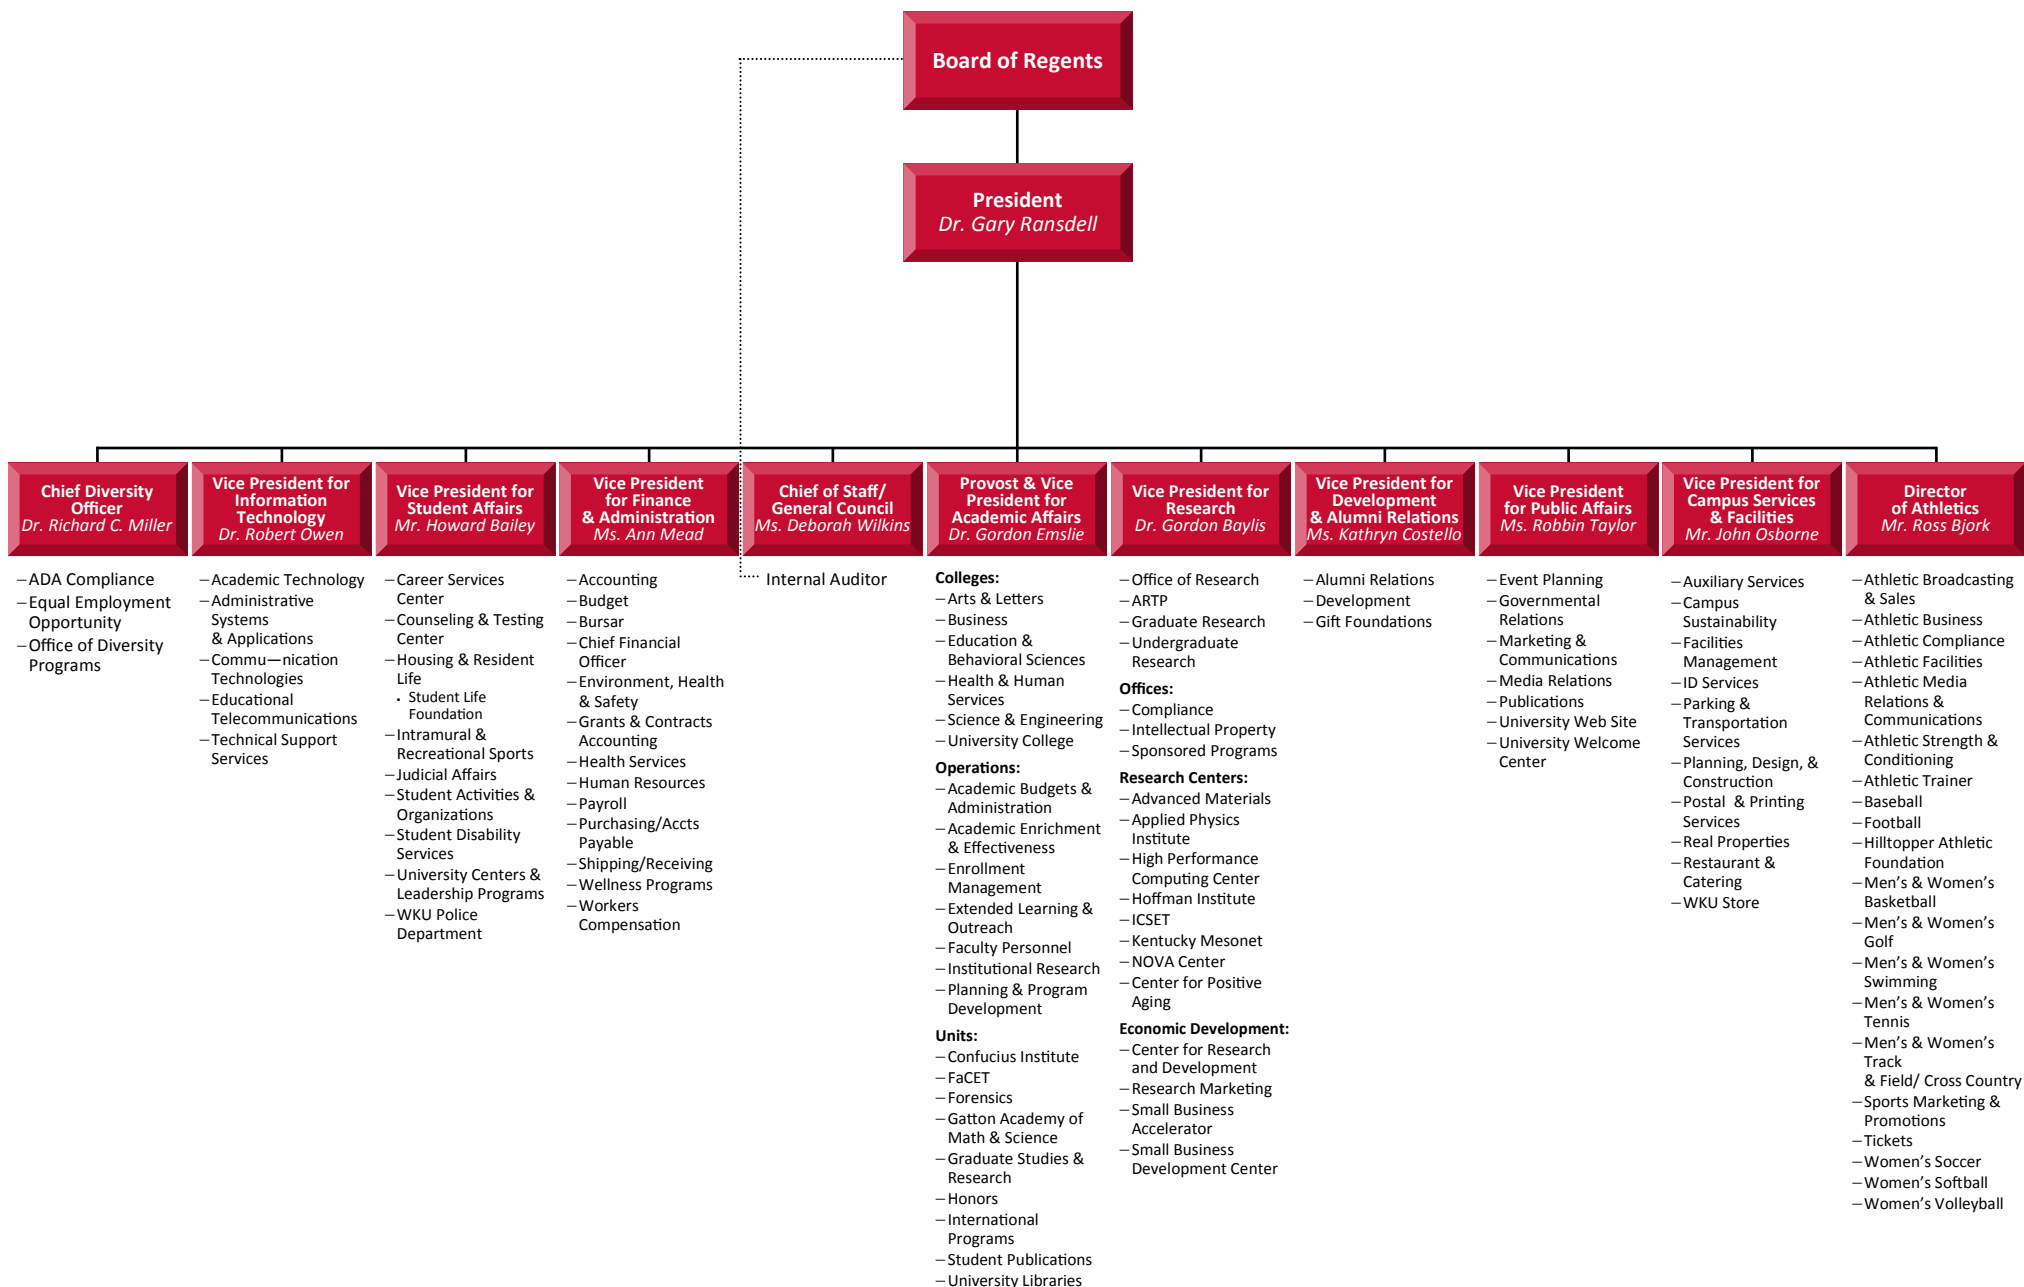 Board of Regents
President
Dr. Gary Ransdell
Chief Diversity
Officer
Dr. Richard C. Miller
–ADA Compliance
–Equal Employment
Opportunity
–Office of Diversity
Programs
Vice President for
Information
Technology
Dr. Robert Owen
–Academic Technology
–Administrative
Systems
& Applications
–Commu—nication
Technologies
–Educational
Telecommunications
–Technical Support
Services
Vice President for
Student Affairs
Mr. Howard Bailey
–Career Services
Center
–Counseling & Testing
Center
–Housing & Resident
Life
· Student Life
Foundation
–Intramural &
Recreational Sports
–Judicial Affairs
–Student Activities &
Organizations
–Student Disability
Services
–University Centers &
Leadership Programs
–WKU Police
Department
Vice President
for Finance
& Administration
Ms. Ann Mead
–Accounting
–Budget
–Bursar
–Chief Financial
Officer
–Environment, Health
& Safety
–Grants & Contracts
Accounting
–Health Services
–Human Resources
–Payroll
–Purchasing/Accts
Payable
–Shipping/Receiving
–Wellness Programs
–Workers
Compensation
Chief of Staff/
General Council
Ms. Deborah Wilkins
Internal Auditor
Provost & Vice
President for
Academic Affairs
Dr. Gordon Emslie
Colleges:
–Arts & Letters
–Business
–Education &
Behavioral Sciences
–Health & Human
Services
–Science & Engineering
–University College
Operations:
–Academic Budgets &
Administration
–Academic Enrichment
& Effectiveness
–Enrollment
Management
–Extended Learning &
Outreach
–Faculty Personnel
–Institutional Research
–Planning & Program
Development
Units:
–Confucius Institute
–FaCET
–Forensics
–Gatton Academy of
Math & Science
–Graduate Studies &
Research
–Honors
–International
Programs
–Student Publications
–University Libraries
Vice President for
Research
Dr. Gordon Baylis
–Office of Research
–ARTP
–Graduate Research
–Undergraduate
Research
Offices:
–Compliance
–Intellectual Property
–Sponsored Programs
Research Centers:
–Advanced Materials
–Applied Physics
Institute
–High Performance
Computing Center
–Hoffman Institute
–ICSET
–Kentucky Mesonet
–NOVA Center
–Center for Positive
Aging
Economic Development:
–Center for Research
and Development
–Research Marketing
–Small Business
Accelerator
–Small Business
Development Center
Vice President for
Development
& Alumni Relations
Ms. Kathryn Costello
–Alumni Relations
–Development
–Gift Foundations
Vice President
for Public Affairs
Ms. Robbin Taylor
–Event Planning
–Governmental
Relations
–Marketing &
Communications
–Media Relations
–Publications
–University Web Site
–University Welcome
Center
Vice President for
Campus Services
& Facilities
Mr. John Osborne
–Auxiliary Services
–Campus
Sustainability
–Facilities
Management
–ID Services
–Parking &
Transportation
Services
–Planning, Design, &
Construction
–Postal & Printing
Services
–Real Properties
–Restaurant &
Catering
–WKU Store
Director
of Athletics
Mr. Ross Bjork
–Athletic Broadcasting
& Sales
–Athletic Business
–Athletic Compliance
–Athletic Facilities
–Athletic Media
Relations &
Communications
–Athletic Strength &
Conditioning
–Athletic Trainer
–Baseball
–Football
–Hilltopper Athletic
Foundation
–Men’s & Women’s
Basketball
–Men’s & Women’s
Golf
–Men’s & Women’s
Swimming
–Men’s & Women’s
Tennis
–Men’s & Women’s
Track
& Field/ Cross Country
–Sports Marketing &
Promotions
–Tickets
–Women’s Soccer
–Women’s Softball
–Women’s Volleyball